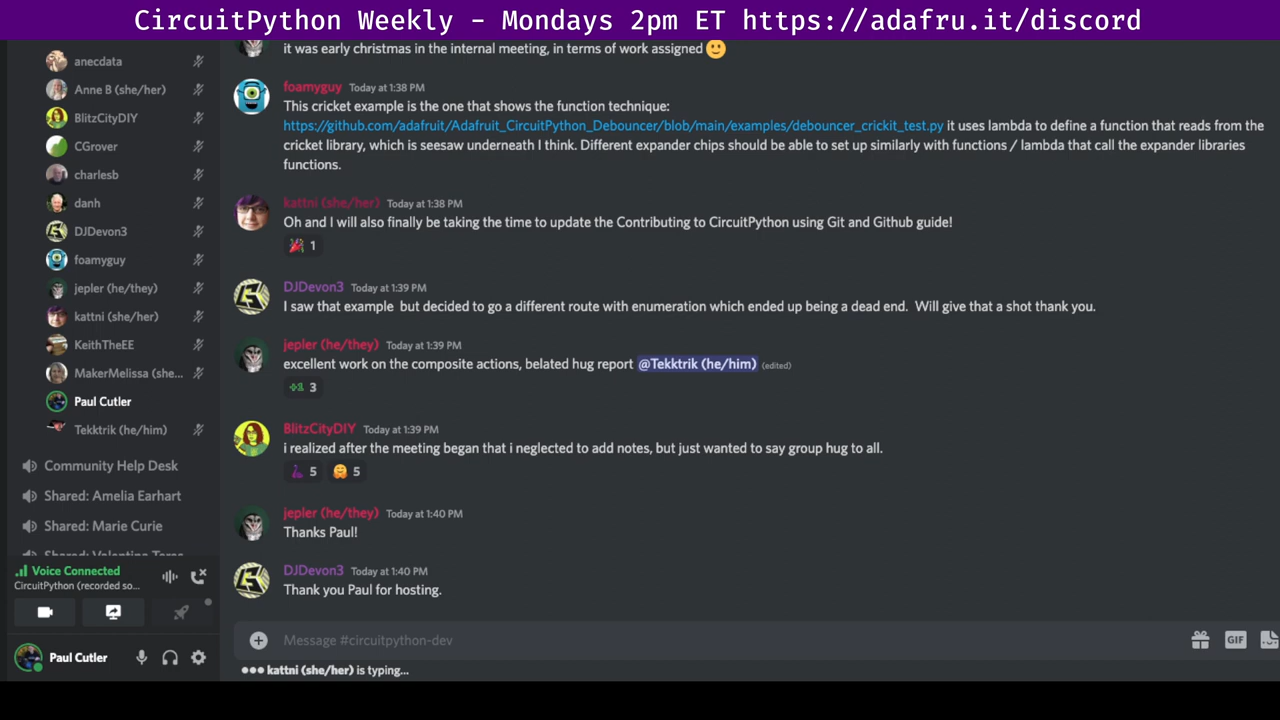 CircuitPython Weekly - Mondays 2pm ET https://adafru.it/discord
anecdata
Anne B (she/her)
BlitzCityDIY
CGrover
charlesb
danh
DJDevon3
foamyguy
jepler (he/they)
kattni (she/her)
KeithTheEE
MakerMelissa (she...
Paul Cutler
Tekktrik (he/him)
Community Help Desk
Shared: Amelia Earhart
Shared: Marie Curie
Voice Connected
CircuitPython (recorded so...
Paul Cutler
it was early christmas in the internal meeting, in terms of work assigned 🙂
foamyguy Today at 1:38 PM
This cricket example is the one that shows the function technique:
https://github.com/adafruit/Adafruit_CircuitPython_Debouncer/blob/main/examples/debouncer_crickit_test.py it uses lambda to define a function that reads from the
cricket library, which is seesaw underneath I think. Different expander chips should be able to set up similarly with functions / lambda that call the expander libraries
functions.
kattni (she/her) Today at 1:38 PM
Oh and I will also finally be taking the time to update the Contributing to CircuitPython using Git and Github guide!
🎉 1
DJDevon3 Today at 1:39 PM
I saw that example but decided to go a different route with enumeration which ended up being a dead end. Will give that a shot thank you.
jepler (he/they) Today at 1:39 PM
excellent work on the composite actions, belated hug report @Tekktrik (he/him) (edited)
+1 3
BlitzCityDIY Today at 1:39 PM
i realized after the meeting began that i neglected to add notes, but just wanted to say group hug to all.
5 🤗 5
jepler (he/they) Today at 1:40 PM
Thanks Paul!
DJDevon3 Today at 1:40 PM
Thank you Paul for hosting.
Message #circuitpython-dev
GIF
kattni (she/her) is typing...